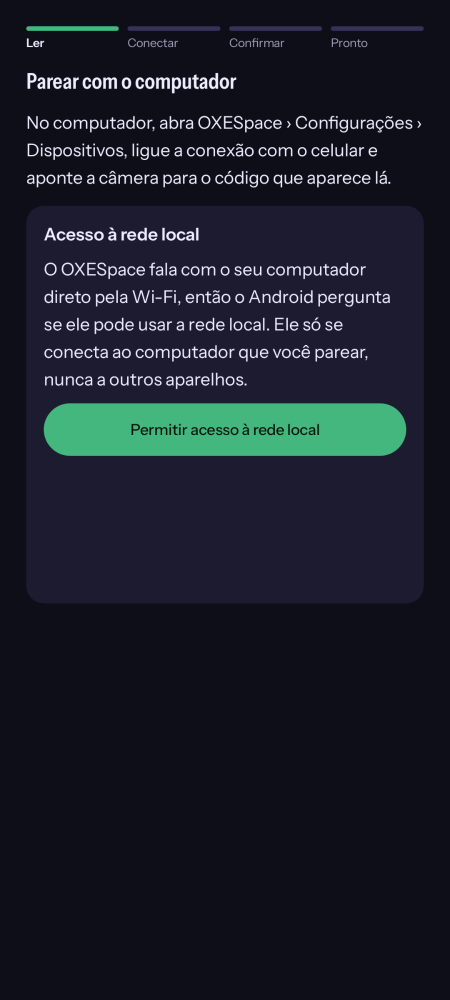 Ler
Conectar
Confirmar
Pronto
Parear com o computador
No computador, abra OXESpace › Configurações ›
Dispositivos, ligue a conexão com o celular e
aponte a câmera para o código que aparece lá.
Acesso à rede local
O OXESpace fala com o seu computador
direto pela Wi-Fi, então o Android pergunta
se ele pode usar a rede local. Ele só se
conecta ao computador que você parear,
nunca a outros aparelhos.
Permitir acesso à rede local